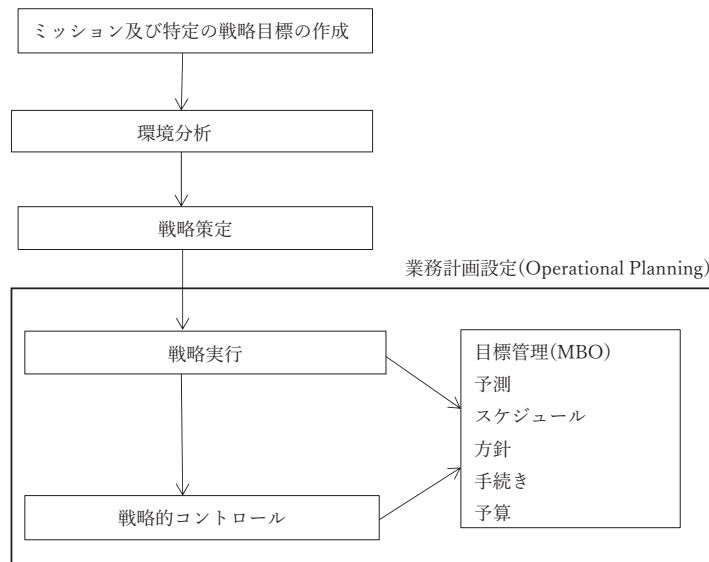 ミッション及び特定の戦略目標の作成
環境分析
戦略策定
業務計画設定(Operational Planning)
戦略実行
目標管理(MBO)
予測
スケジュール
方針
手続き
予算
戦略的コントロール